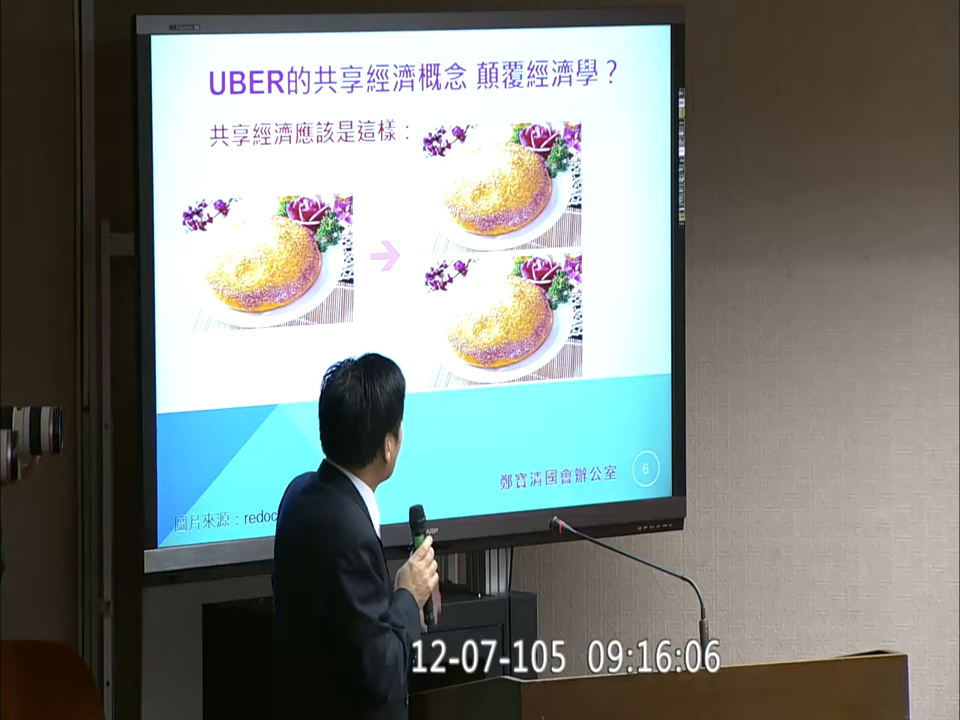 UBER的共享經濟概念 顛覆經濟學？
共享經濟應該是這樣：
鄭寶清國會辦公室
6
圖片來源：redoc
12-07-105 09:16:06